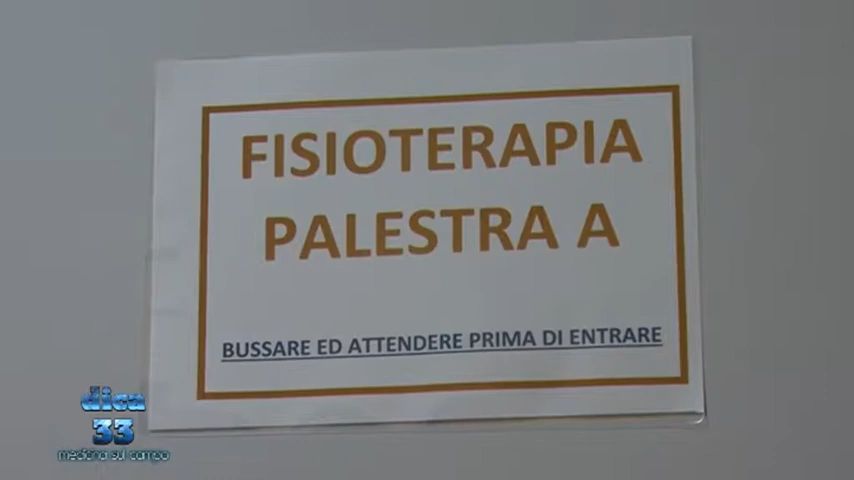 FISIOTERAPIA
PALESTRA A
BUSSARE ED ATTENDERE PRIMA DI ENTRARE
dica
33
medicina sul campo